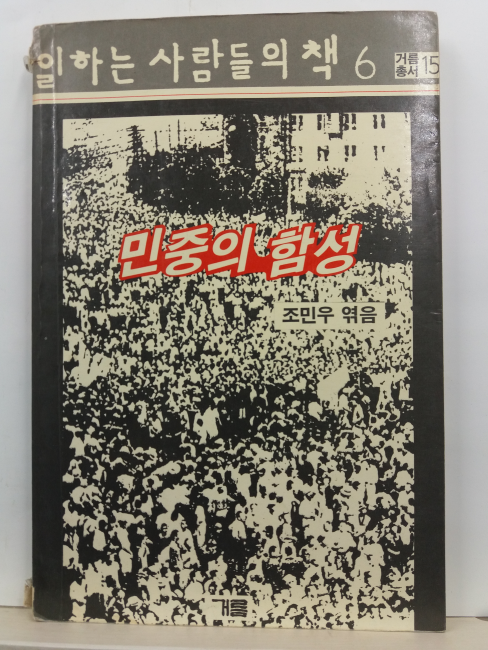 일하는 사람들의 책 6
거름
총서 15
민중의 함성
조민우 엮음
거름